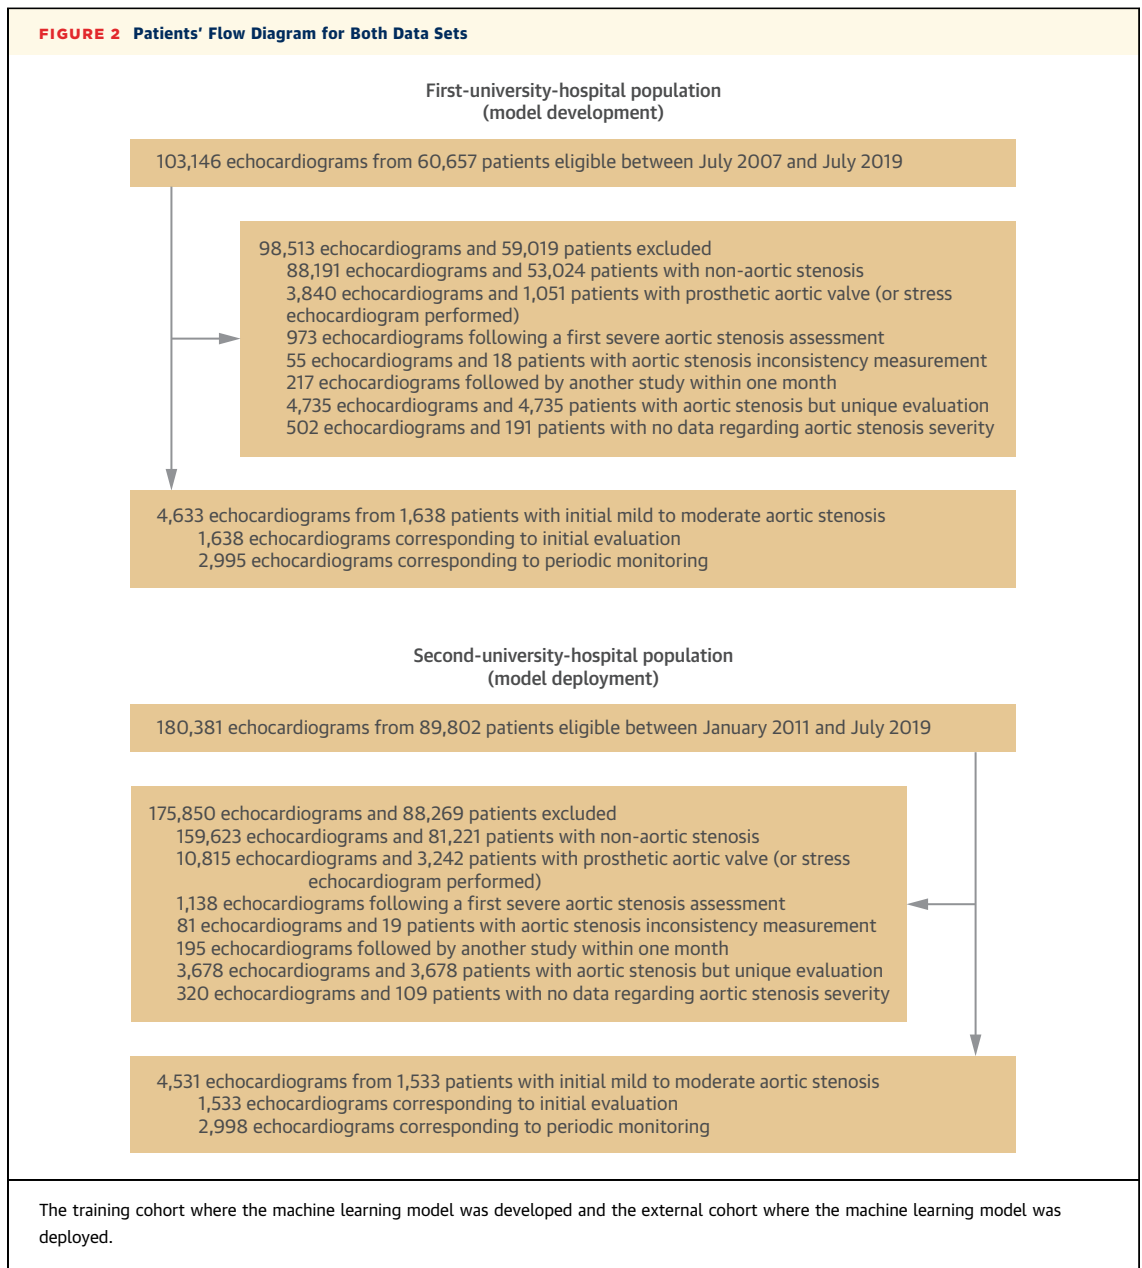 FIGURE 2 Patients' Flow Diagram for Both Data Sets
First-university-hospital population
(model development)
103,146 echocardiograms from 60,657 patients eligible between July 2007 and July 2019
98,513 echocardiograms and 59,019 patients excluded
88,191 echocardiograms and 53,024 patients with non-aortic stenosis
3,840 echocardiograms and 1,051 patients with prosthetic aortic valve (or stress
echocardiogram performed)
973 echocardiograms following a first severe aortic stenosis assessment
55 echocardiograms and 18 patients with aortic stenosis inconsistency measurement
217 echocardiograms followed by another study within one month
4,735 echocardiograms and 4,735 patients with aortic stenosis but unique evaluation
502 echocardiograms and 191 patients with no data regarding aortic stenosis severity
4,633 echocardiograms from 1,638 patients with initial mild to moderate aortic stenosis
1,638 echocardiograms corresponding to initial evaluation
2,995 echocardiograms corresponding to periodic monitoring
Second-university-hospital population
(model deployment)
180,381 echocardiograms from 89,802 patients eligible between January 2011 and July 2019
175,850 echocardiograms and 88,269 patients excluded
159,623 echocardiograms and 81,221 patients with non-aortic stenosis
10,815 echocardiograms and 3,242 patients with prosthetic aortic valve (or stress
echocardiogram performed)
1,138 echocardiograms following a first severe aortic stenosis assessment
81 echocardiograms and 19 patients with aortic stenosis inconsistency measurement
195 echocardiograms followed by another study within one month
3,678 echocardiograms and 3,678 patients with aortic stenosis but unique evaluation
320 echocardiograms and 109 patients with no data regarding aortic stenosis severity
4,531 echocardiograms from 1,533 patients with initial mild to moderate aortic stenosis
1,533 echocardiograms corresponding to initial evaluation
2,998 echocardiograms corresponding to periodic monitoring
The training cohort where the machine learning model was developed and the external cohort where the machine learning model was
deployed.